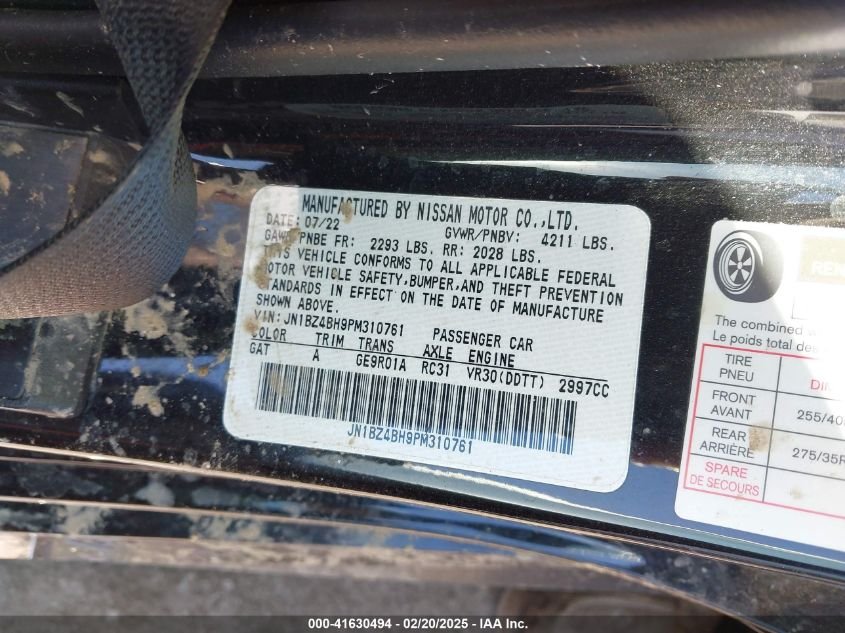 MANUFACTURED BY NISSAN MOTOR CO.,LTD.
DATE: 07/22 GVWR/PNBV: 4211 LBS.
GAWR/PNBE FR: 2293 LBS. RR: 2028 LBS.
THIS VEHICLE CONFORMS TO ALL APPLICABLE FEDERAL
MOTOR VEHICLE SAFETY,BUMPER,AND THEFT PREVENTION
STANDARDS IN EFFECT ON THE DATE OF MANUFACTURE
SHOWN ABOVE.
VIN: JN1BZ4BH9PM310761 PASSENGER CAR
COLOR TRIM TRANS AXLE ENGINE
GAT A GE9R01A RC31 VR30(DDTT) 2997CC
JN1BZ4BH9PM310761
The combined
Le poids total des
TIRE
PNEU
FRONT
AVANT
255/40
REAR
ARRIÈRE
275/35R
SPARE
DE SECOURS
000-41630494 — 02/20/2025 — IAA Inc.